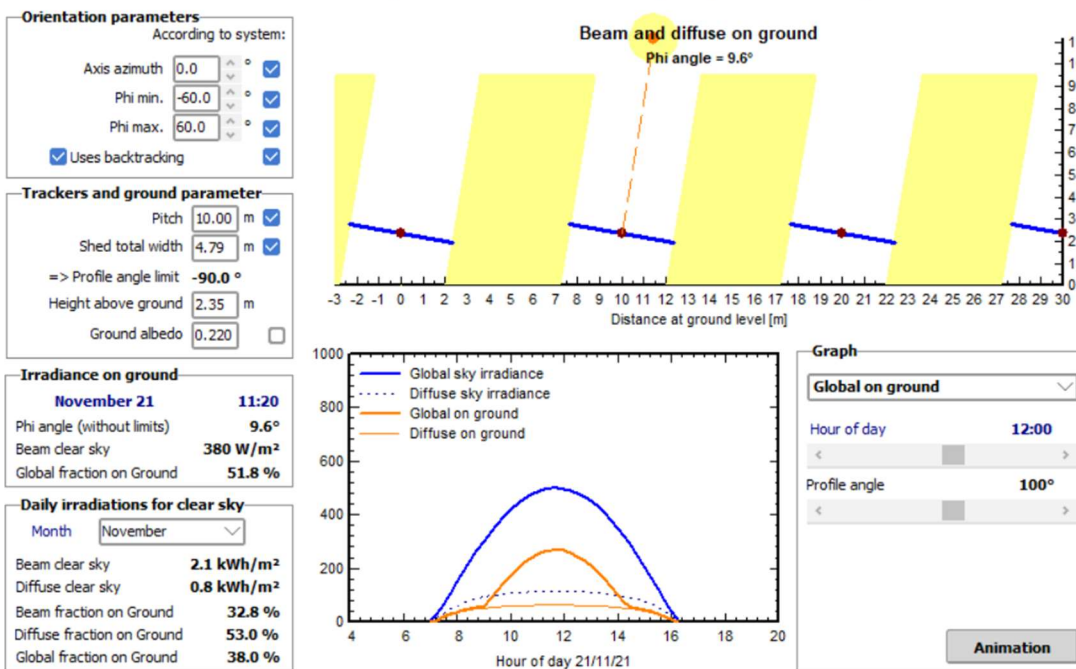 Orientation parameters
According to system:
Axis azimuth 0.0 °
Phi min. -60.0 °
Phi max. 60.0 °
Uses backtracking
Trackers and ground parameter
Pitch 10.00 m
Shed total width 4.79 m
=> Profile angle limit -90.0 °
Height above ground 2.35 m
Ground albedo 0.220
Irradiance on ground
November 21 11:20
Phi angle (without limits) 9.6°
Beam clear sky 380 W/m²
Global fraction on Ground 51.8 %
Daily irradiations for clear sky
Month November
Beam clear sky 2.1 kWh/m²
Diffuse clear sky 0.8 kWh/m²
Beam fraction on Ground 32.8 %
Diffuse fraction on Ground 53.0 %
Global fraction on Ground 38.0 %
Beam and diffuse on ground
Phi angle = 9.6°
9
8
7
6
5
4
3
2
1
0
-3 -2 -1 0 1 2 3 4 5 6 7 8 9 10 11 12 13 14 15 16 17 18 19 20 21 22 23 24 25 26 27 28 29 30
Distance at ground level [m]
1000
800
600
400
200
0
Global sky irradiance
Diffuse sky irradiance
Global on ground
Diffuse on ground
4 6 8 10 12 14 16 18 20
Hour of day 21/11/21
Graph
Global on ground
Hour of day 12:00
Profile angle 100°
Animation